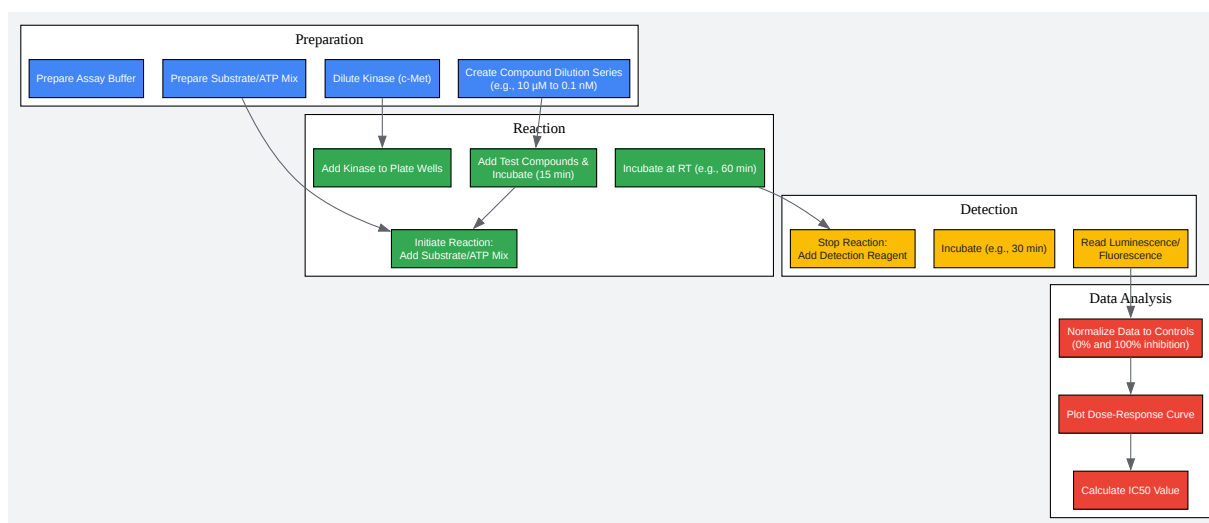 Preparation
Prepare Assay Buffer
Prepare Substrate/ATP Mix
Dilute Kinase (c-Met)
Create Compound Dilution Series
(e.g., 10 µM to 0.1 nM)
Reaction
Add Kinase to Plate Wells
Add Test Compounds &
Incubate (15 min)
Incubate at RT (e.g., 60 min)
Initiate Reaction:
Add Substrate/ATP Mix
Detection
Stop Reaction:
Add Detection Reagent
Incubate (e.g., 30 min)
Read Luminescence/
Fluorescence
Data Analysis
Normalize Data to Controls
(0% and 100% inhibition)
Plot Dose-Response Curve
Calculate IC50 Value